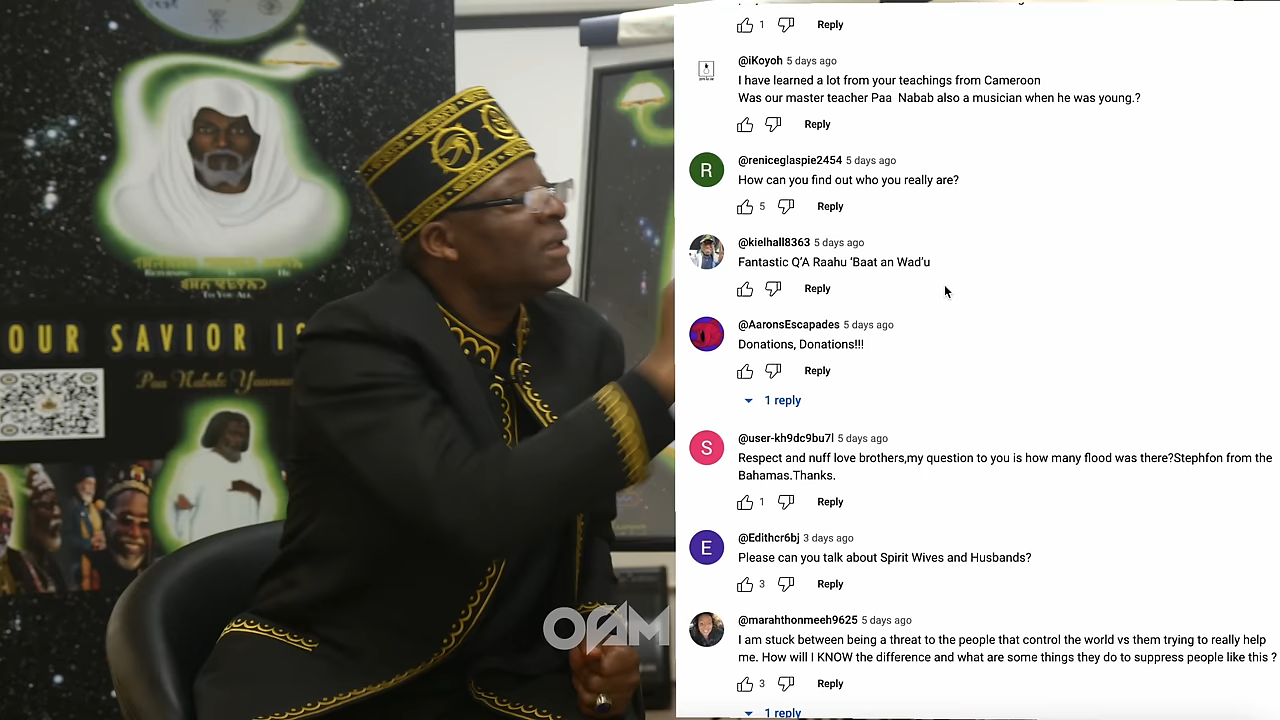 OUR SAVIOR IS
To You All
OGM
1
Reply
@iKoyoh 5 days ago
I have learned a lot from your teachings from Cameroon
Was our master teacher Paa Nabab also a musician when he was young.?
Reply
R
@reniceglaspie2454 5 days ago
How can you find out who you really are?
5
Reply
@kielhall8363 5 days ago
Fantastic Q'A Raahu ‘Baat an Wad'u
Reply
@AaronsEscapades 5 days ago
Donations, Donations!!!
Reply
1 reply
S
@user-kh9dc9bu7l 5 days ago
Respect and nuff love brothers,my question to you is how many flood was there?Stephfon from the
Bahamas.Thanks.
1
Reply
E
@Edithcr6bj 3 days ago
Please can you talk about Spirit Wives and Husbands?
3
Reply
@marahthonmeeh9625 5 days ago
I am stuck between being a threat to the people that control the world vs them trying to really help
me. How will I KNOW the difference and what are some things they do to suppress people like this ?
3
Reply
1 reply